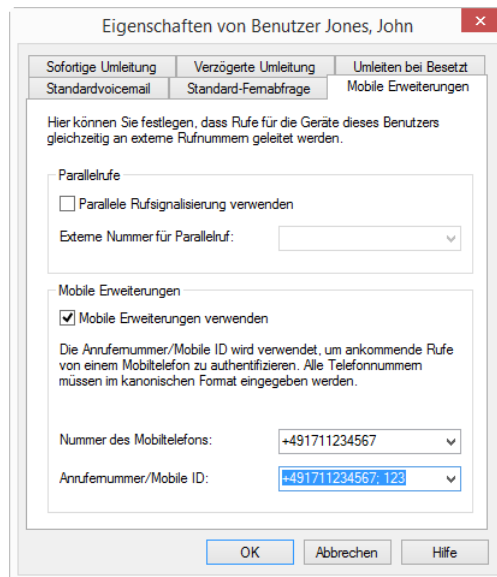 Eigenschaften von Benutzer Jones, John
Sofortige Umleitung
Verzögerte Umleitung
Umleiten bei Besetzt
Standardvoicemail
Standard-Fernabfrage
Mobile Erweiterungen
Hier können Sie festlegen, dass Rufe für die Geräte dieses Benutzers
gleichzeitig an externe Rufnummern geleitet werden.
Parallelrufe
Parallele Rufsignalisierung verwenden
Externe Nummer für Parallelruf:
Mobile Erweiterungen
Mobile Erweiterungen verwenden
Die Anrufernummer/Mobile ID wird verwendet, um ankommende Rufe
von einem Mobiltelefon zu authentifizieren. Alle Telefonnummern
müssen im kanonischen Format eingegeben werden.
Nummer des Mobiltelefons:
+491711234567
Anrufernummer/Mobile ID:
+491711234567; 123
OK
Abbrechen
Hilfe